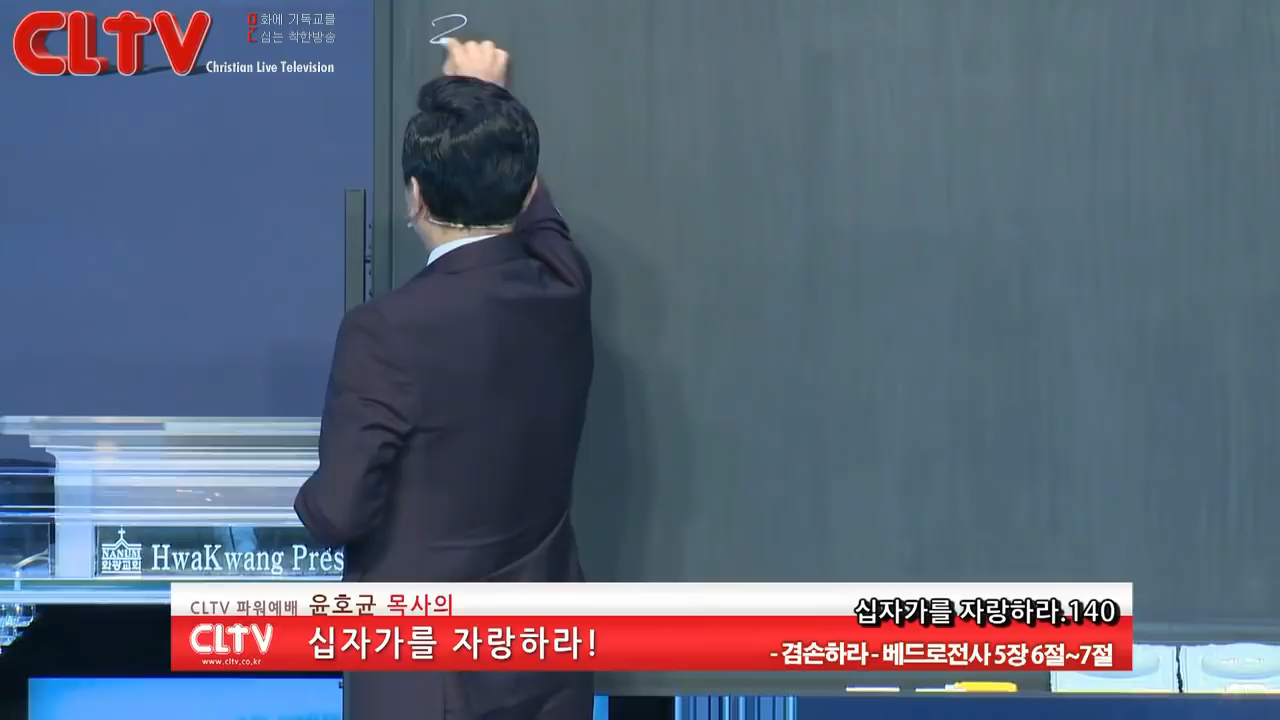 CLTV
문화에 기독교를
심는 착한방송
Christian Live Television
2
NANUM
화광교회
HwaKwang Pres
CLTV 파워예배 윤호균 목사의
CLTV
www.cltv.co.kr
십자가를 자랑하라!
십자가를 자랑하라.140
- 겸손하라 - 베드로전사 5장 6절~7절